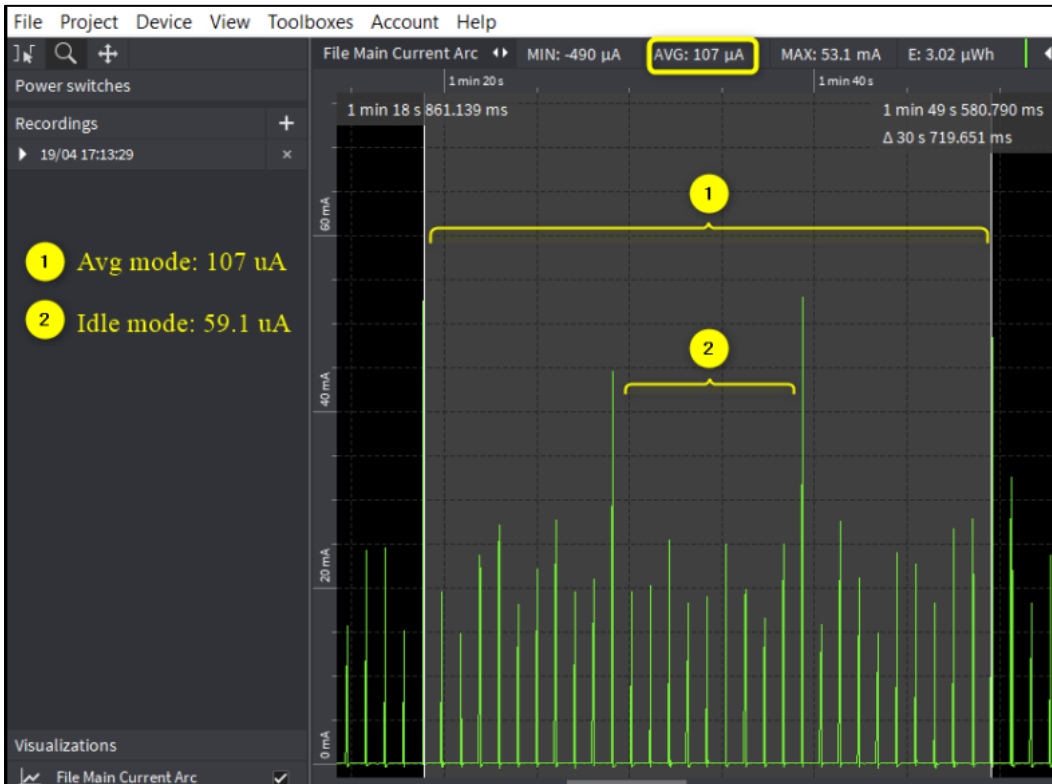 File Project Device View Toolboxes Account Help
File Main Current Arc MIN: -490 µA AVG: 107 µA MAX: 53.1 mA E: 3.02 µWh
Power switches
1 min 20 s 1 min 40 s
Recordings +
1 min 18 s 861.139 ms 1 min 49 s 580.790 ms
Δ 30 s 719.651 ms
19/04 17:13:29 ×
1
60 mA
1 Avg mode: 107 uA
2 Idle mode: 59.1 uA
2
40 mA
20 mA
0 mA
Visualizations
File Main Current Arc